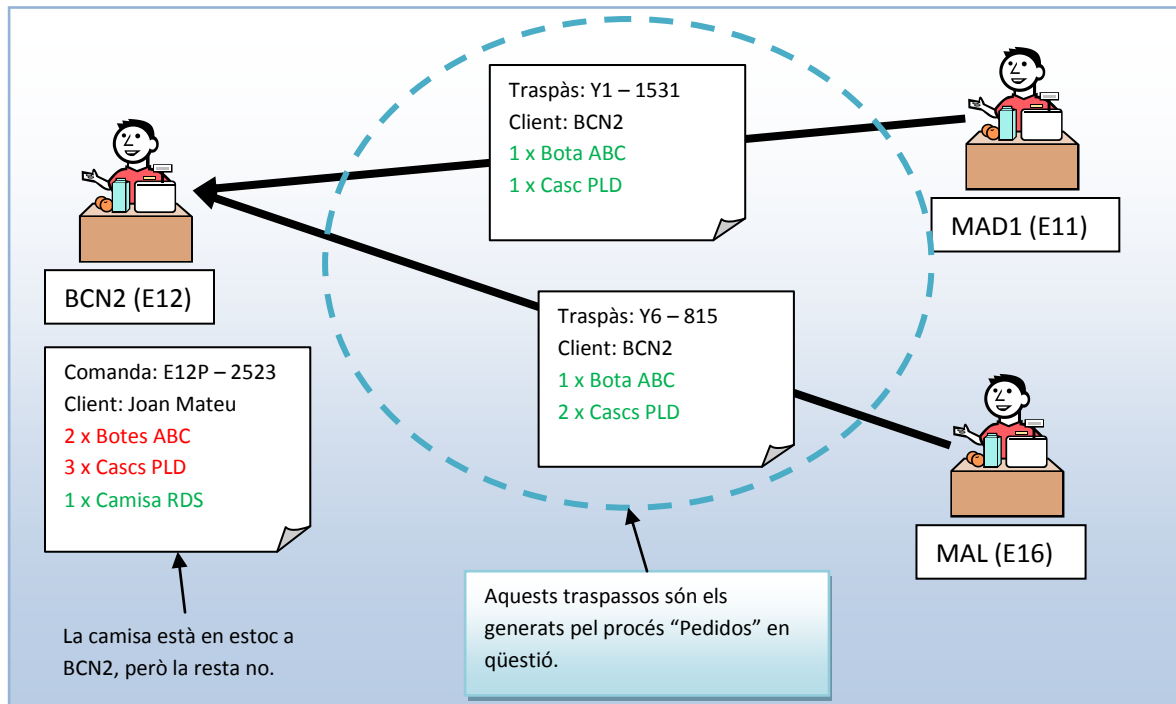 Traspàs: Y1 – 1531
Client: BCN2
1 x Bota ABC
1 x Casc PLD
MAD1 (E11)
BCN2 (E12)
Traspàs: Y6 – 815
Client: BCN2
1 x Bota ABC
2 x Cascs PLD
Comanda: E12P – 2523
Client: Joan Mateu
2 x Botes ABC
3 x Cascs PLD
1 x Camisa RDS
MAL (E16)
La camisa està en estoc a
BCN2, però la resta no.
Aquests traspassos són els
generats pel procés “Pedidos” en
qüestió.